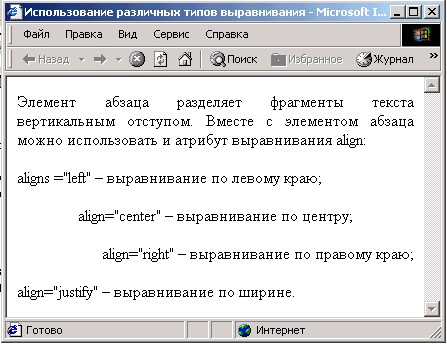 Использование различных типов выравнивания - Microsoft I...
Файл Правка Вид Сервис Справка
Назад Поиск Избранное Журнал »
Элемент абзаца разделяет фрагменты текста
вертикальным отступом. Вместе с элементом абзаца
можно использовать и атрибут выравнивания align:
aligns ="left" – выравнивание по левому краю;
align="center" – выравнивание по центру;
align="right" – выравнивание по правому краю;
align="justify" – выравнивание по ширине.
Готово Интернет